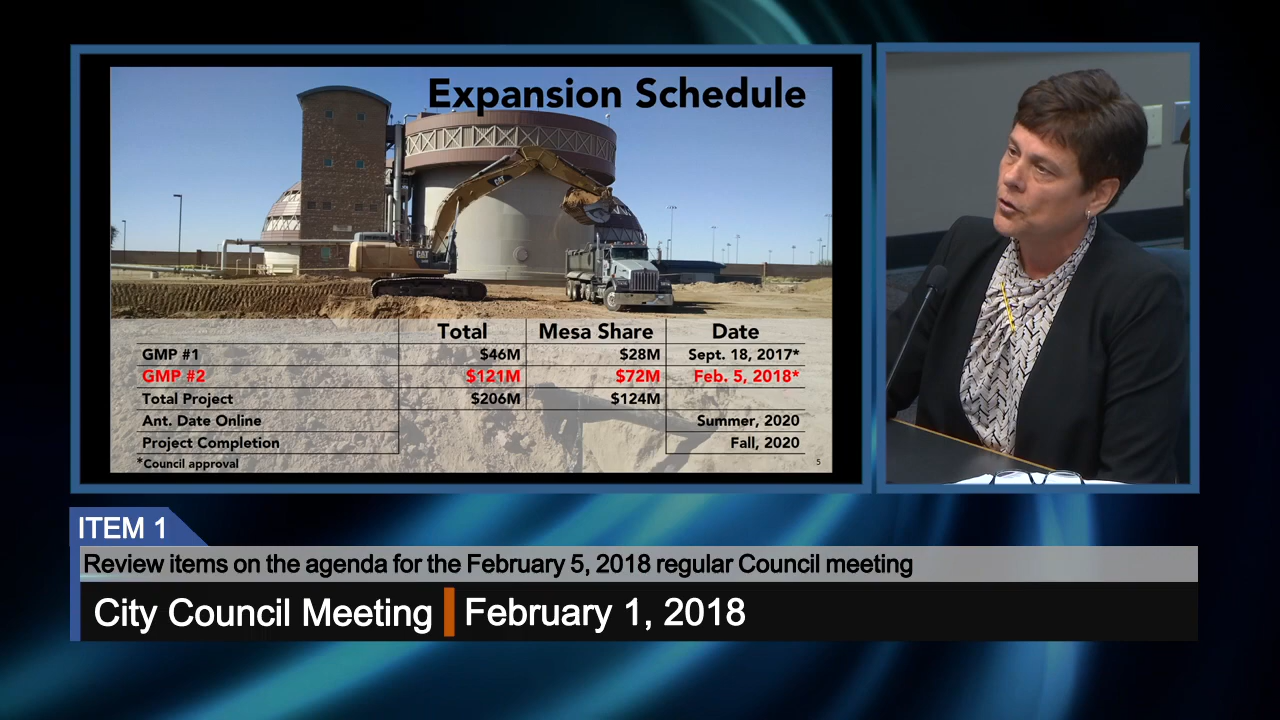 Expansion Schedule
CAT
CAT
Total Mesa Share Date
GMP #1 $46M $28M Sept. 18, 2017*
GMP #2 $121M $72M Feb. 5, 2018*
Total Project $206M $124M
Ant. Date Online Summer, 2020
Project Completion Fall, 2020
*Council approval 5
ITEM 1
Review items on the agenda for the February 5, 2018 regular Council meeting
City Council Meeting February 1, 2018